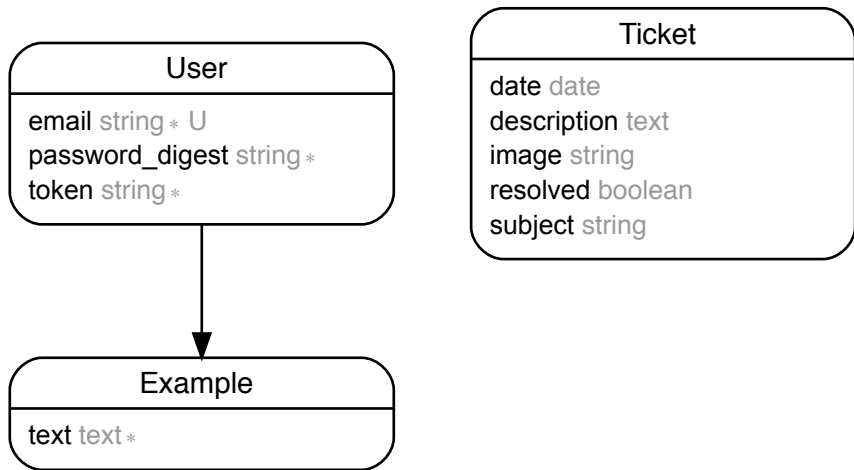 User
email string ∗ U
password_digest string ∗
token string ∗
Ticket
date date
description text
image string
resolved boolean
subject string
Example
text text ∗